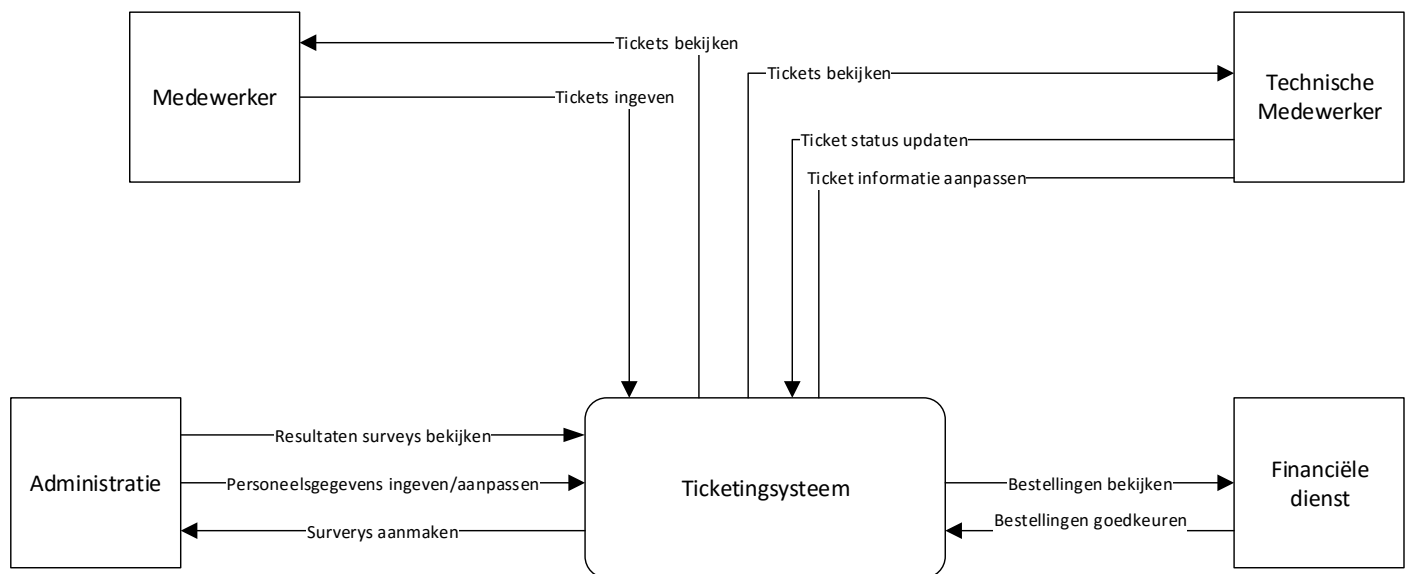 Medewerker
Tickets bekijken
Tickets ingeven
Tickets bekijken
Ticket status updaten
Ticket informatie aanpassen
Technische
Medewerker
Administratie
Resultaten surveys bekijken
Personeelsgegevens ingeven/aanpassen
Surverys aanmaken
Ticketingsysteem
Bestellingen bekijken
Bestellingen goedkeuren
Financiële
dienst